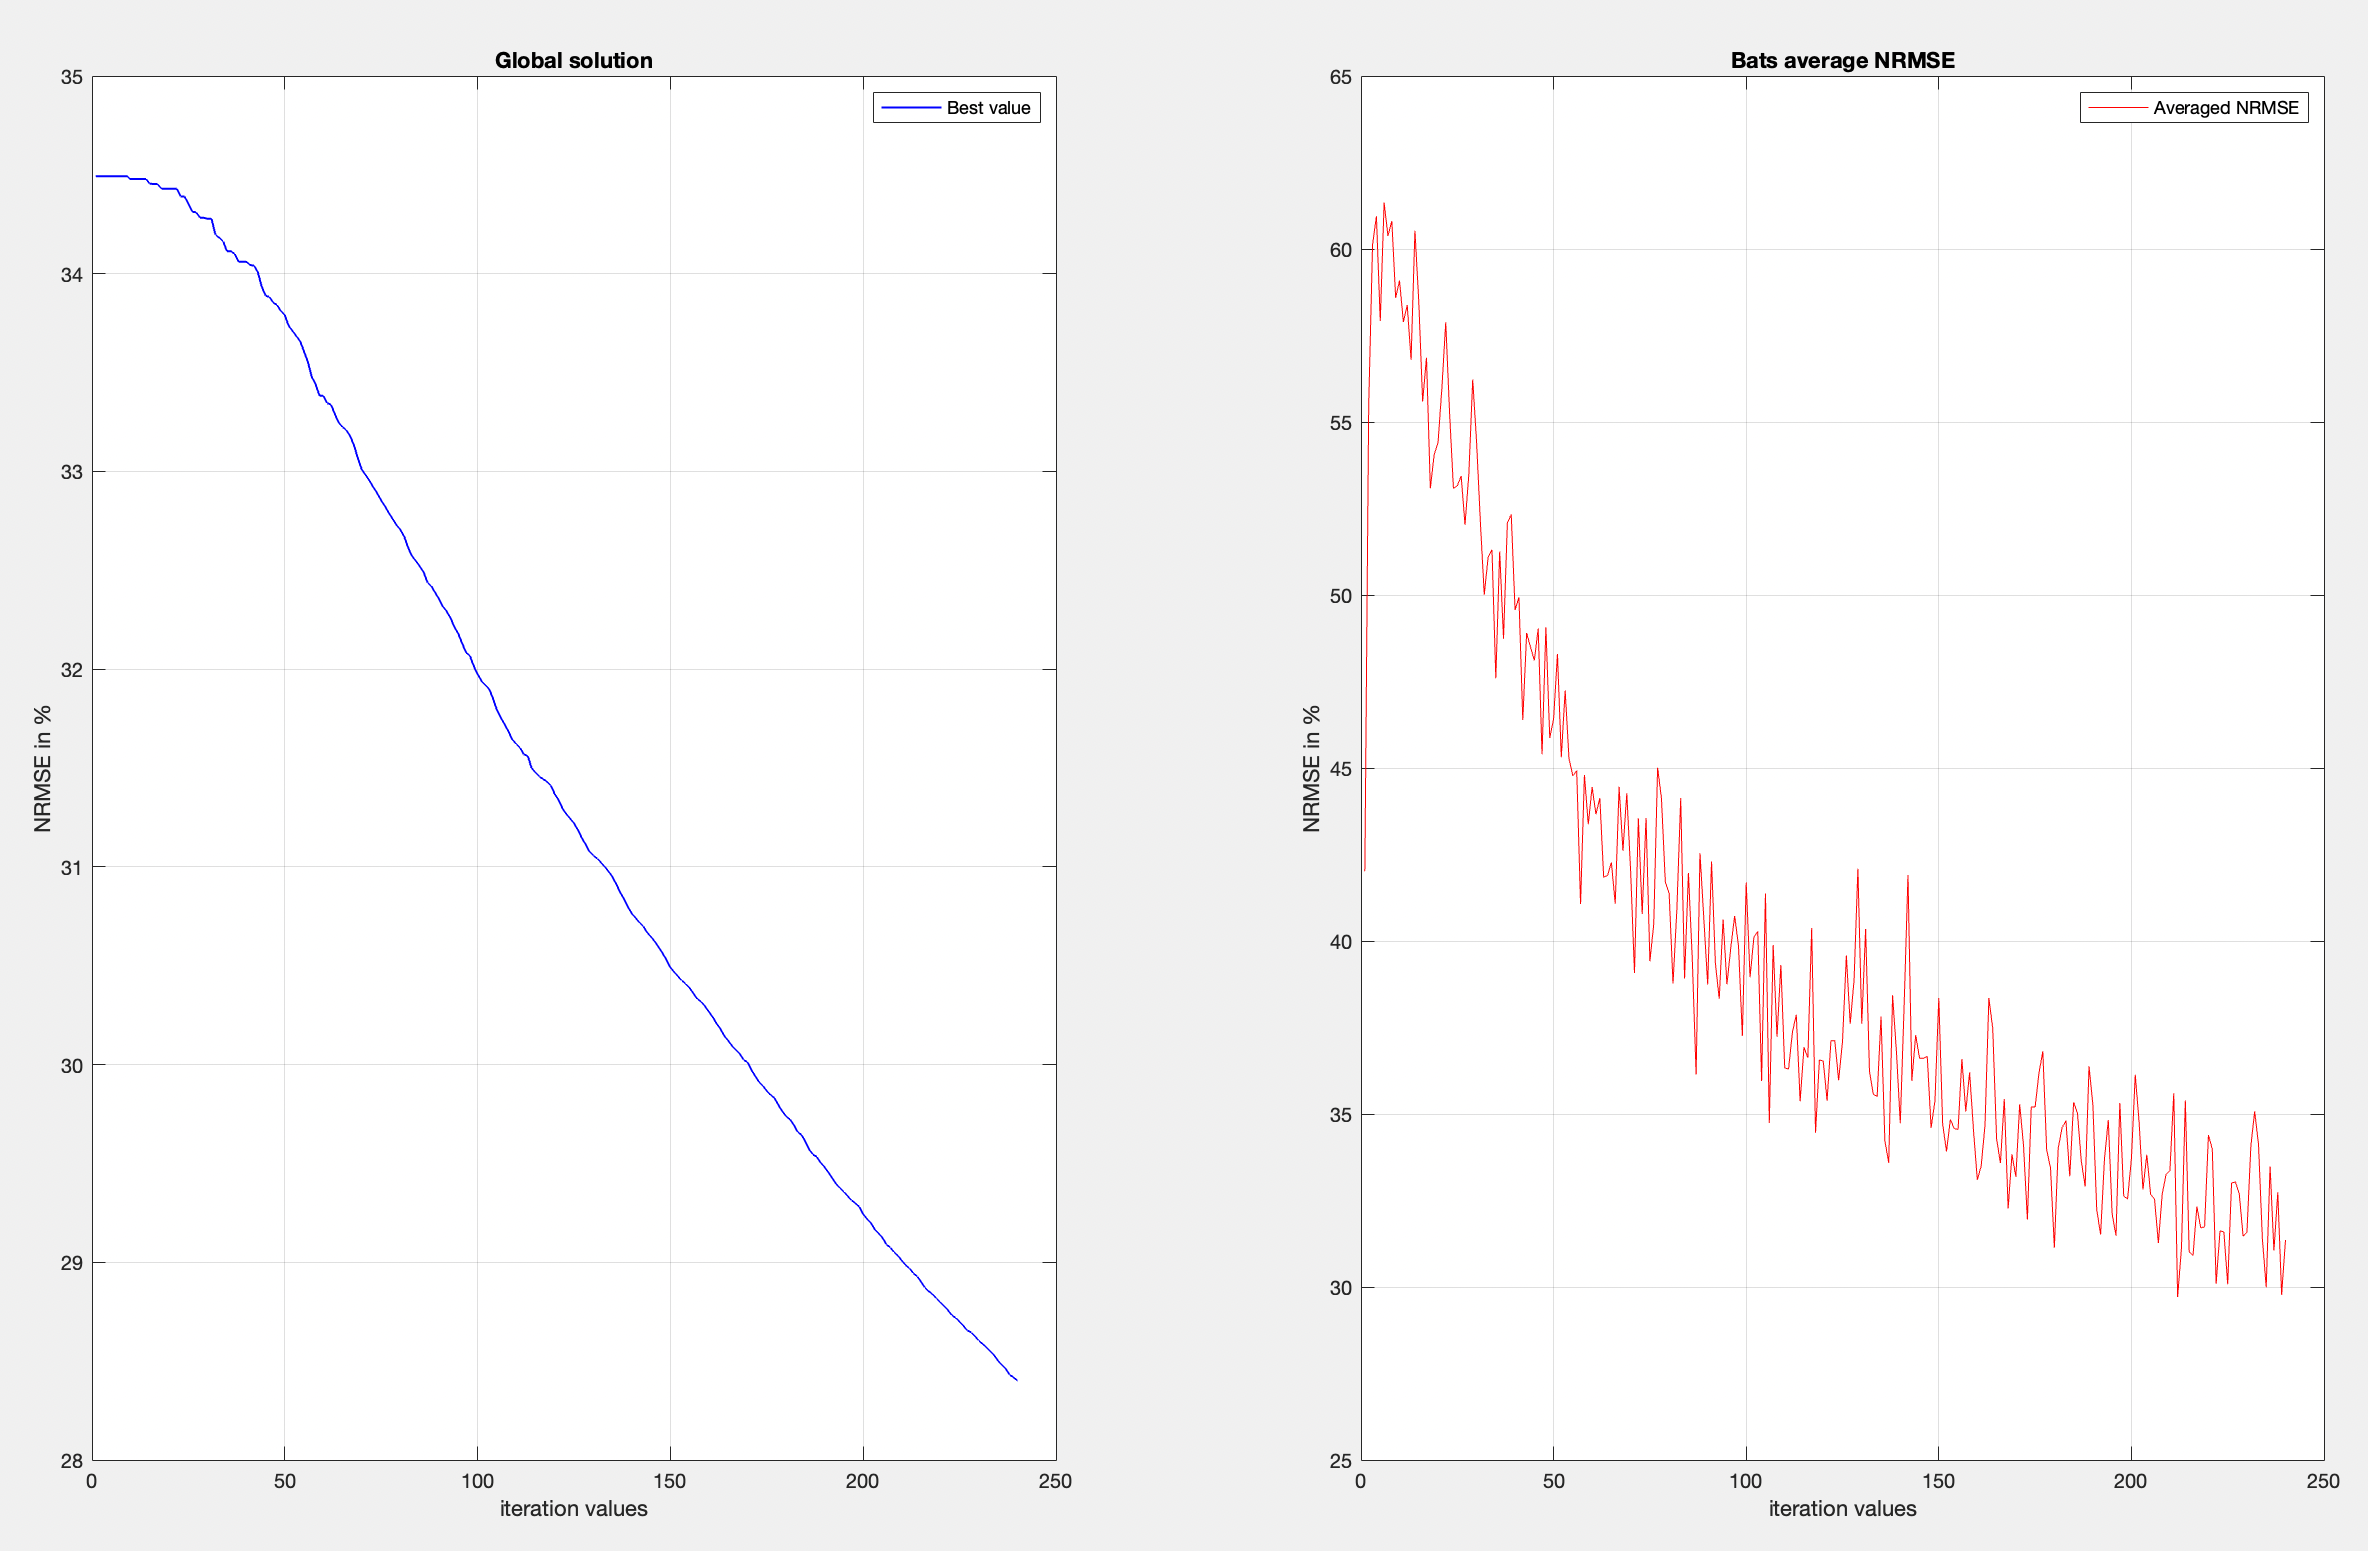 Global solution
Best value
35
34
33
32
31
30
29
28
NRMSE in %
0 50 100 150 200 250
iteration values
Bats average NRMSE
Averaged NRMSE
65
60
55
50
45
40
35
30
25
NRMSE in %
0 50 100 150 200 250
iteration values